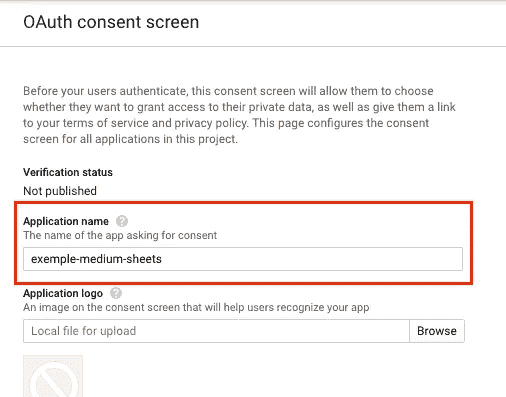 OAuth consent screen
Before your users authenticate, this consent screen will allow them to choose
whether they want to grant access to their private data, as well as give them a link
to your terms of service and privacy policy. This page configures the consent
screen for all applications in this project.
Verification status
Not published
Application name ?
The name of the app asking for consent
exemple-medium-sheets
Application logo ?
An image on the consent screen that will help users recognize your app
Local file for upload Browse